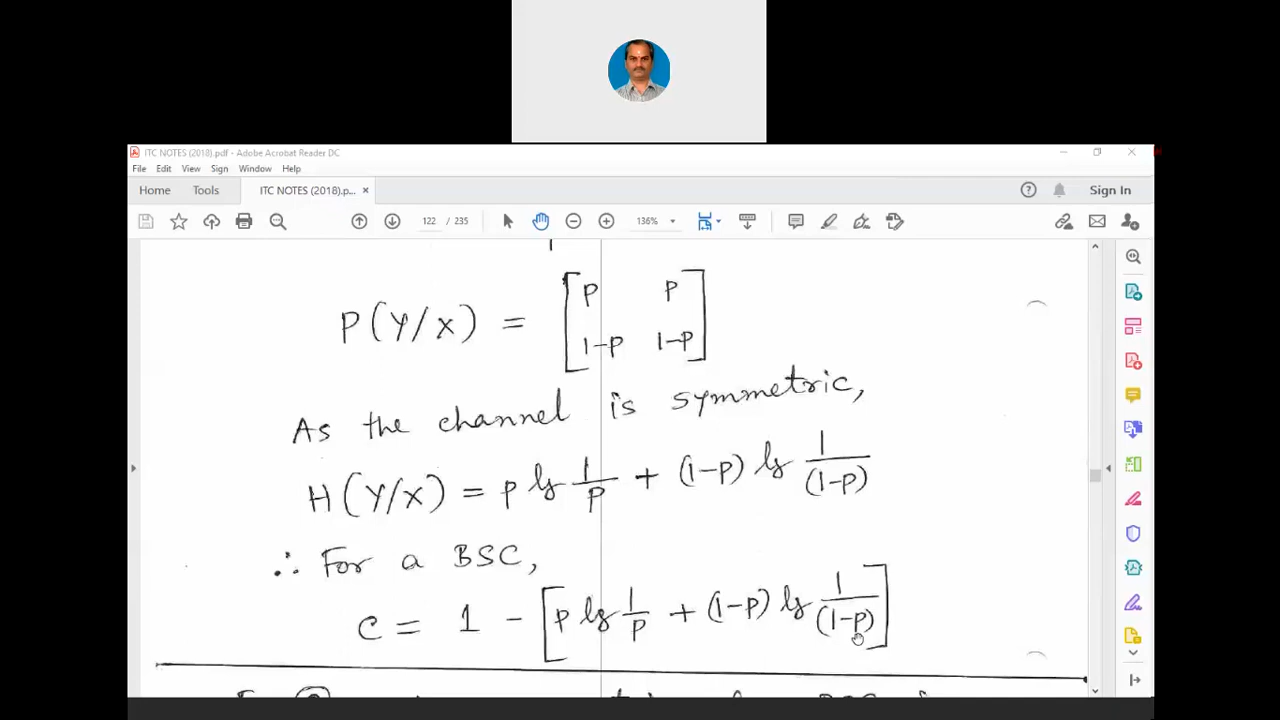 ITC NOTES (2018).pdf - Adobe Acrobat Reader DC
File Edit View Sign Window Help
Home Tools ITC NOTES (2018).p... × Sign In
122 / 235 136%
P(Y/X) = [ P P
1-P 1-P ]
As the channel is symmetric,
H(Y/X) = p lg 1/P + (1-p) lg 1/(1-p)
∴ For a BSC,
C = 1 - [ p lg 1/P + (1-p) lg 1/(1-p) ]